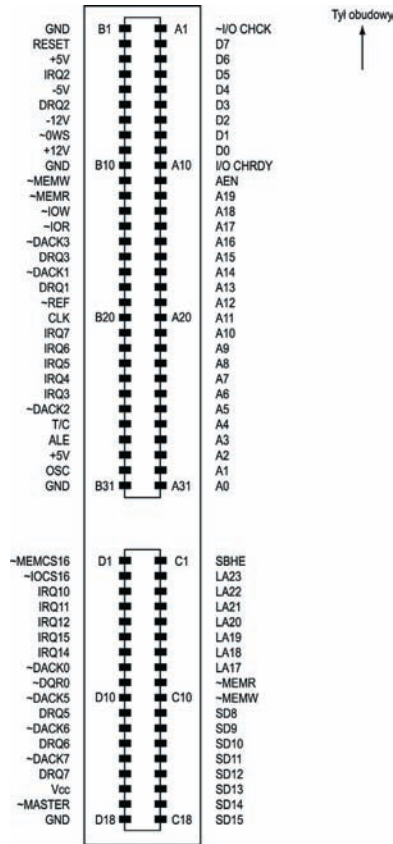 Tył obudowy
GND B1 A1 ~I/O CHCK
RESET D7
+5V D6
IRQ2 D5
-5V D4
DRQ2 D3
-12V D2
~0WS D1
+12V D0
GND B10 A10 I/O CHRDY
~MEMW AEN
~MEMR A19
~IOW A18
~IOR A17
~DACK3 A16
DRQ3 A15
~DACK1 A14
DRQ1 A13
~REF A12
CLK B20 A20 A11
IRQ7 A10
IRQ6 A9
IRQ5 A8
IRQ4 A7
IRQ3 A6
~DACK2 A5
T/C A4
ALE A3
+5V A2
OSC A1
GND B31 A31 A0
~MEMCS16 D1 C1 SBHE
~IOCS16 LA23
IRQ10 LA22
IRQ11 LA21
IRQ12 LA20
IRQ15 LA19
IRQ14 LA18
~DACK0 LA17
~DQR0 ~MEMR
~DACK5 D10 C10 ~MEMW
DRQ5 SD8
~DACK6 SD9
DRQ6 SD10
~DACK7 SD11
DRQ7 SD12
Vcc SD13
~MASTER SD14
GND D18 C18 SD15